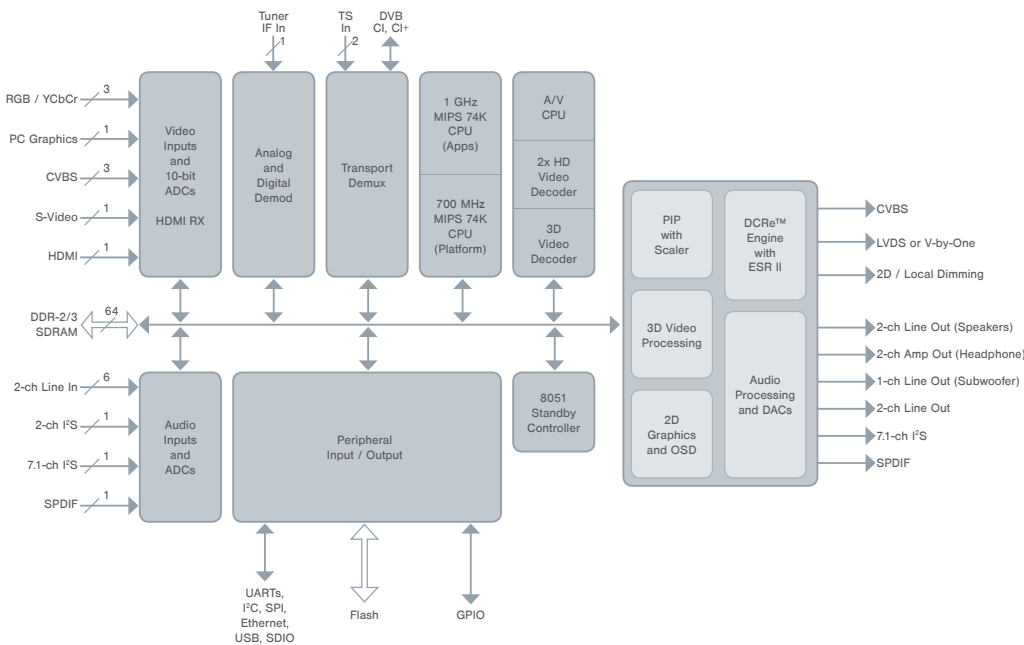 Tuner
IF In
1
TS
In
2
DVB
CI, CI+
RGB / YCbCr
3
PC Graphics
1
CVBS
3
S-Video
1
HDMI
1
Video
Inputs
and
10-bit
ADCs
HDMI RX
Analog
and
Digital
Demod
Transport
Demux
1 GHz
MIPS 74K
CPU
(Apps)
700 MHz
MIPS 74K
CPU
(Platform)
A/V
CPU
2x HD
Video
Decoder
3D
Video
Decoder
DDR-2/3
SDRAM
64
2-ch Line In
6
2-ch I²S
1
7.1-ch I²S
1
SPDIF
1
Audio
Inputs
and
ADCs
Peripheral
Input / Output
8051
Standby
Controller
UARTs,
I²C, SPI,
Ethernet,
USB, SDIO
Flash
GPIO
PIP
with
Scaler
3D Video
Processing
2D
Graphics
and OSD
DCRe™
Engine
with
ESR II
Audio
Processing
and DACs
CVBS
LVDS or V-by-One
2D / Local Dimming
2-ch Line Out (Speakers)
2-ch Amp Out (Headphone)
1-ch Line Out (Subwoofer)
2-ch Line Out
7.1-ch I²S
SPDIF